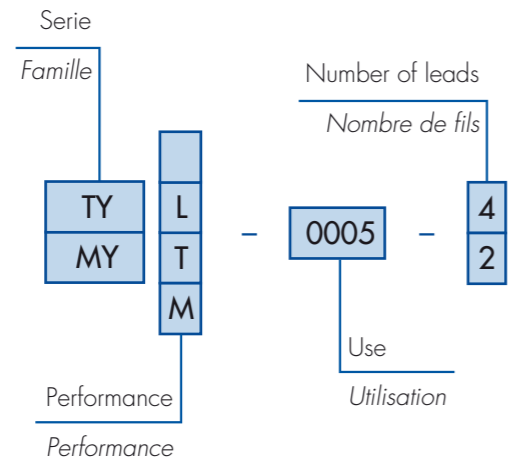 Serie
Famille
Number of leads
Nombre de fils
TY L – 0005 – 4
MY T 2
M
Use
Utilisation
Performance
Performance